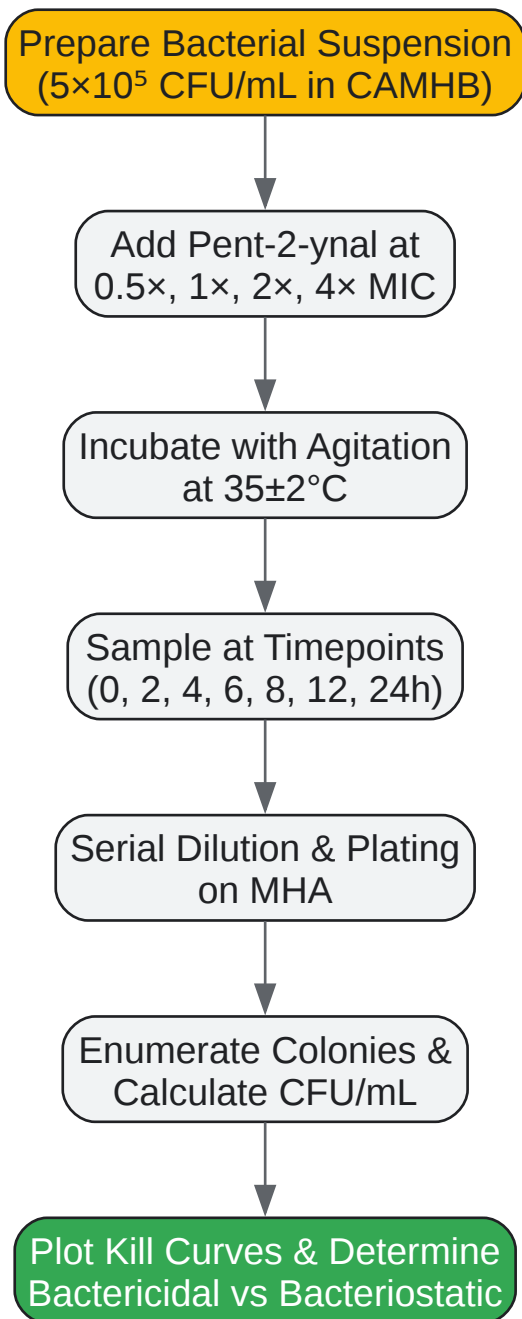 Prepare Bacterial Suspension
(5×10⁵ CFU/mL in CAMHB)
Add Pent-2-ynal at
0.5×, 1×, 2×, 4× MIC
Incubate with Agitation
at 35±2°C
Sample at Timepoints
(0, 2, 4, 6, 8, 12, 24h)
Serial Dilution & Plating
on MHA
Enumerate Colonies &
Calculate CFU/mL
Plot Kill Curves & Determine
Bactericidal vs Bacteriostatic